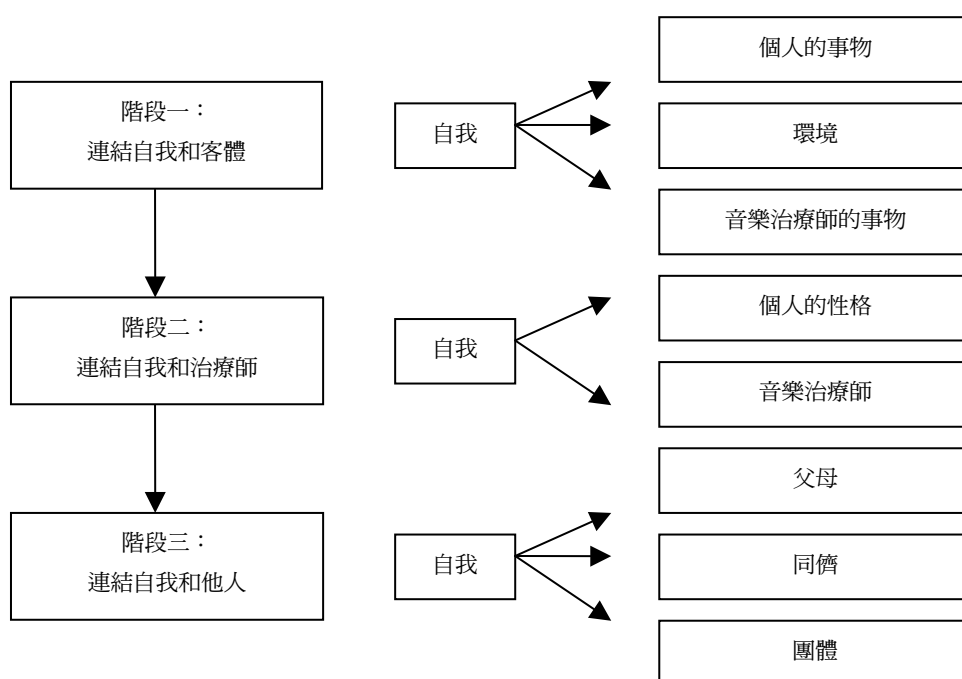 個人的事物
階段一：
連結自我和客體
自我
環境
音樂治療師的事物
個人的性格
階段二：
連結自我和治療師
自我
音樂治療師
父母
階段三：
連結自我和他人
自我
同儕
團體